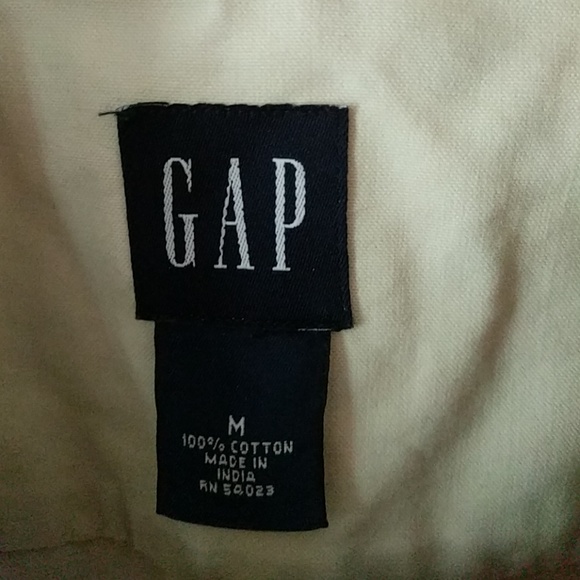 GAP
M
100% COTTON
MADE IN
INDIA
RN 54023